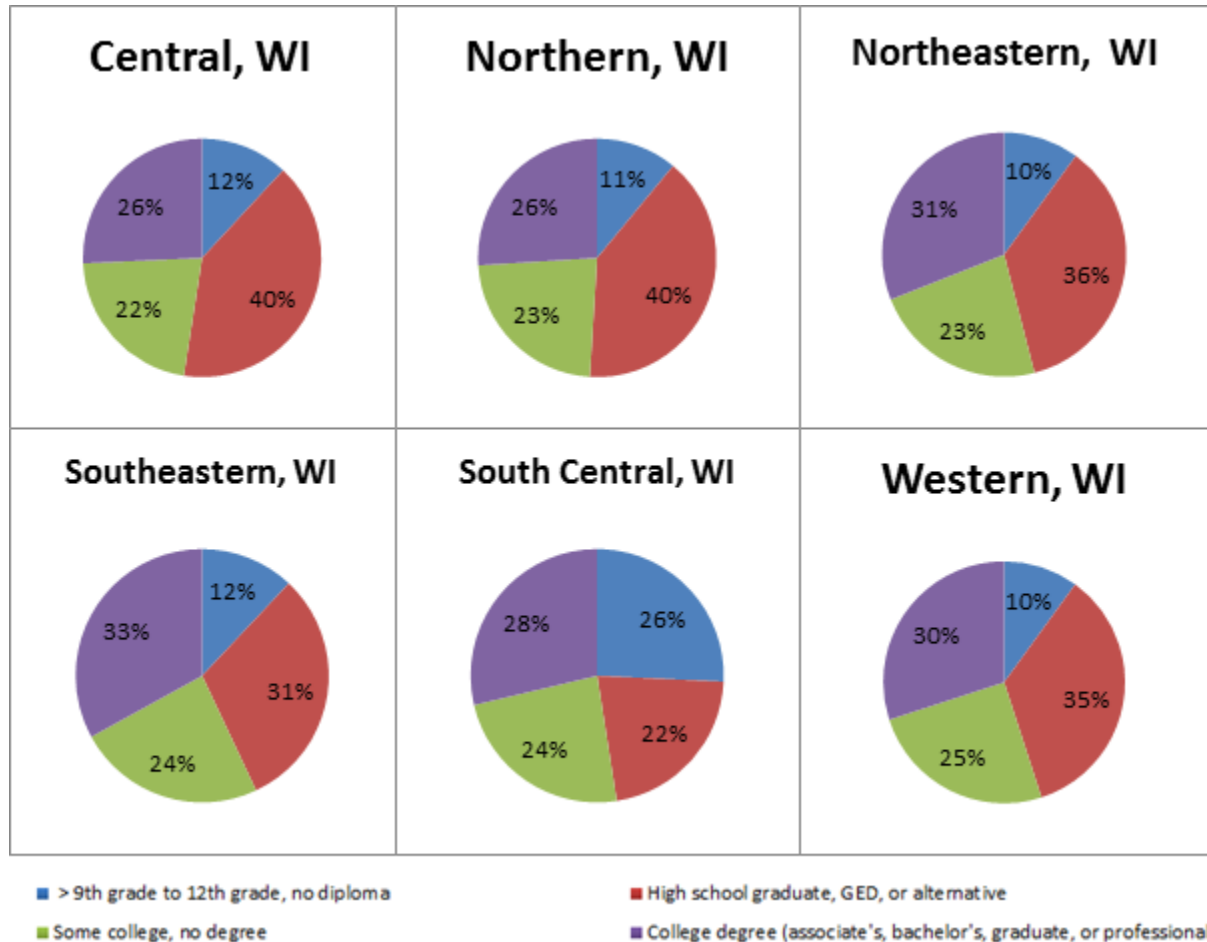 Central, WI
12%
40%
22%
26%
Northern, WI
11%
40%
23%
26%
Northeastern, WI
10%
36%
23%
31%
Southeastern, WI
12%
31%
24%
33%
South Central, WI
26%
22%
24%
28%
Western, WI
10%
35%
25%
30%
> 9th grade to 12th grade, no diploma
High school graduate, GED, or alternative
Some college, no degree
College degree (associate's, bachelor's, graduate, or professional